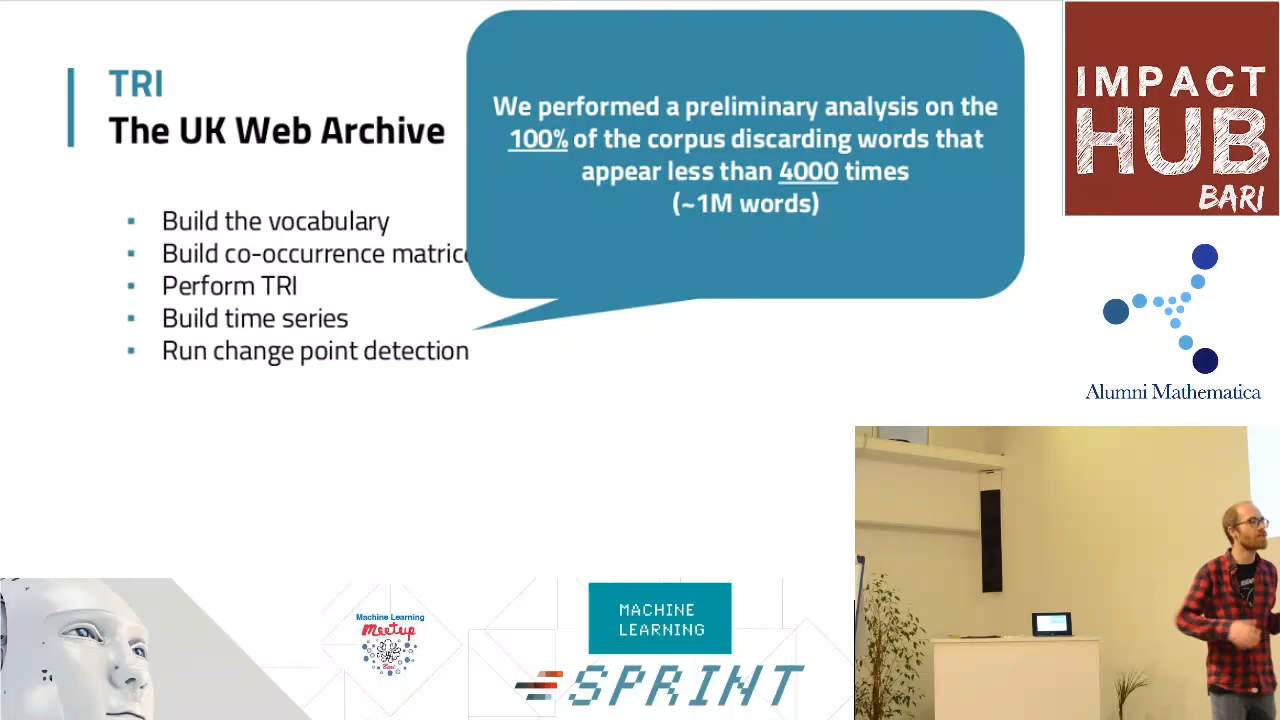 TRI
The UK Web Archive
Build the vocabulary
Build co-occurrence matric
Perform TRI
Build time series
Run change point detection
We performed a preliminary analysis on the
100% of the corpus discarding words that
appear less than 4000 times
(~1M words)
IMPACT
HUB
BARI
Alumni Mathematica
Machine Learning
Meetup
Bari
MACHINE
LEARNING
SPRINT